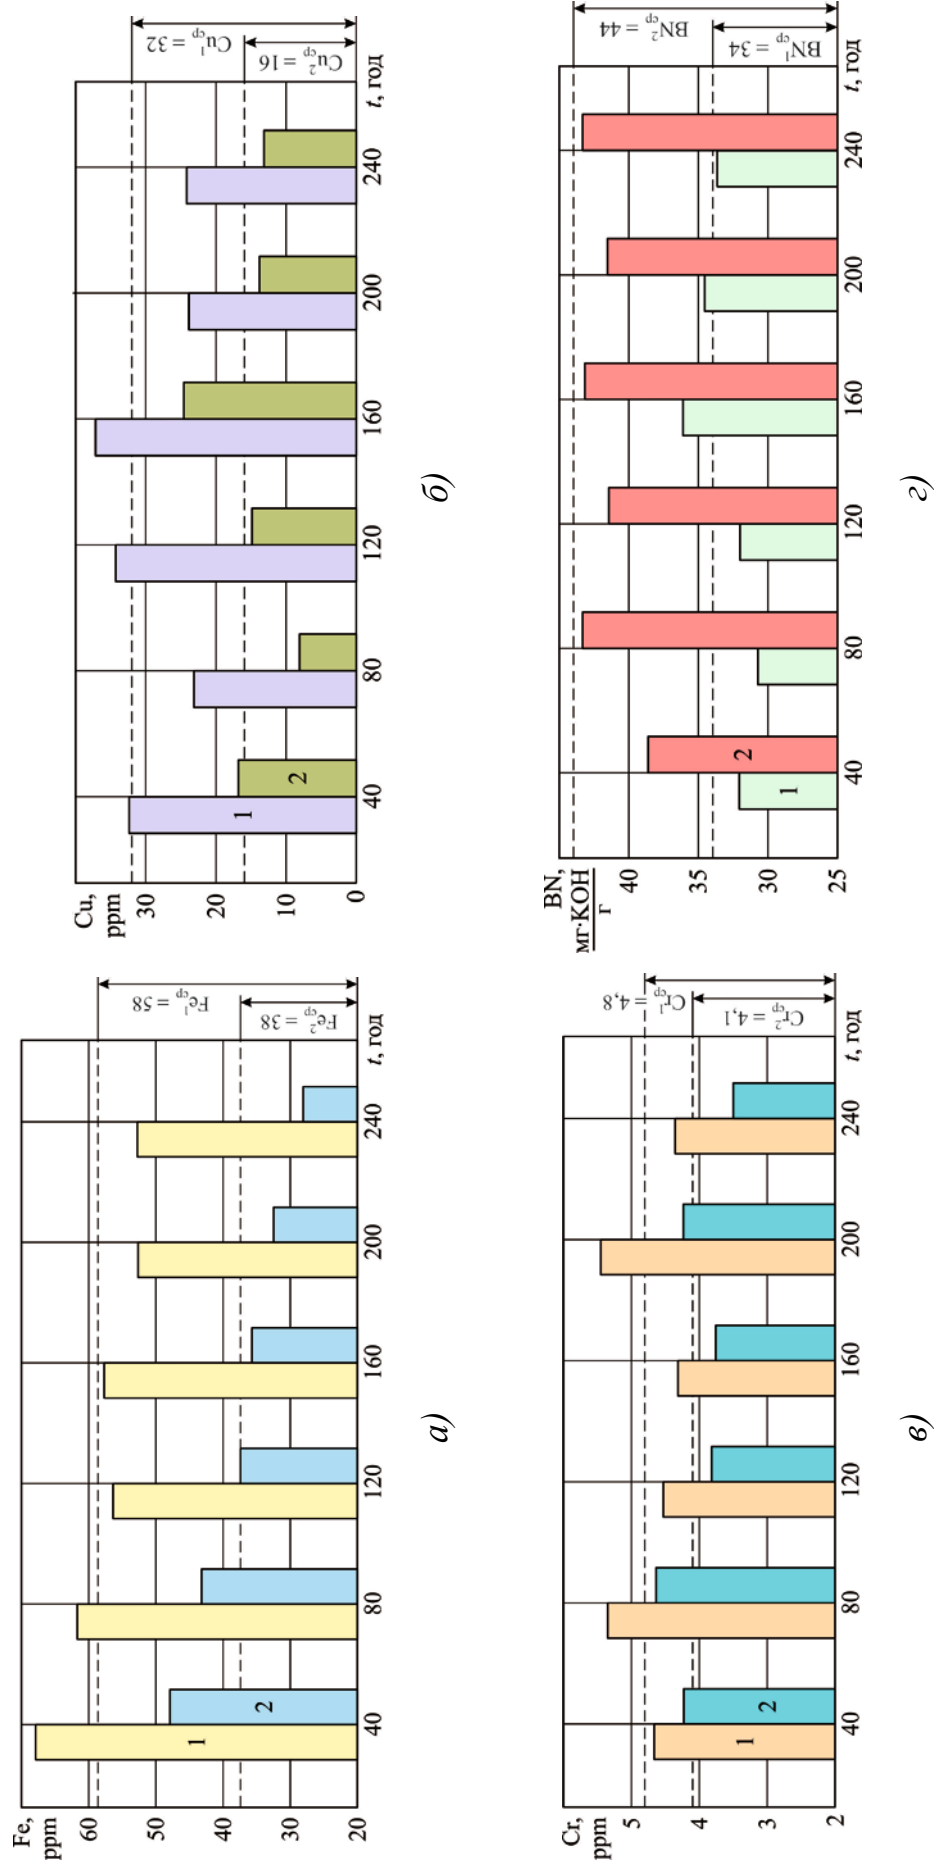 Fe,
ppm
60
50
40
30
20
1
2
40
80
120
160
200
240
t, год
Fe¹ср = 58
Fe²ср = 38
а)
Cu,
ppm
30
20
10
0
1
2
40
80
120
160
200
240
t, год
Cu¹ср = 32
Cu²ср = 16
б)
Cr,
ppm
5
4
3
2
1
2
40
80
120
160
200
240
t, год
Cr¹ср = 4,8
Cr²ср = 4,1
в)
BN,
мг·KOH
г
40
35
30
25
1
2
40
80
120
160
200
240
t, год
BN²ср = 44
BN¹ср = 34
г)